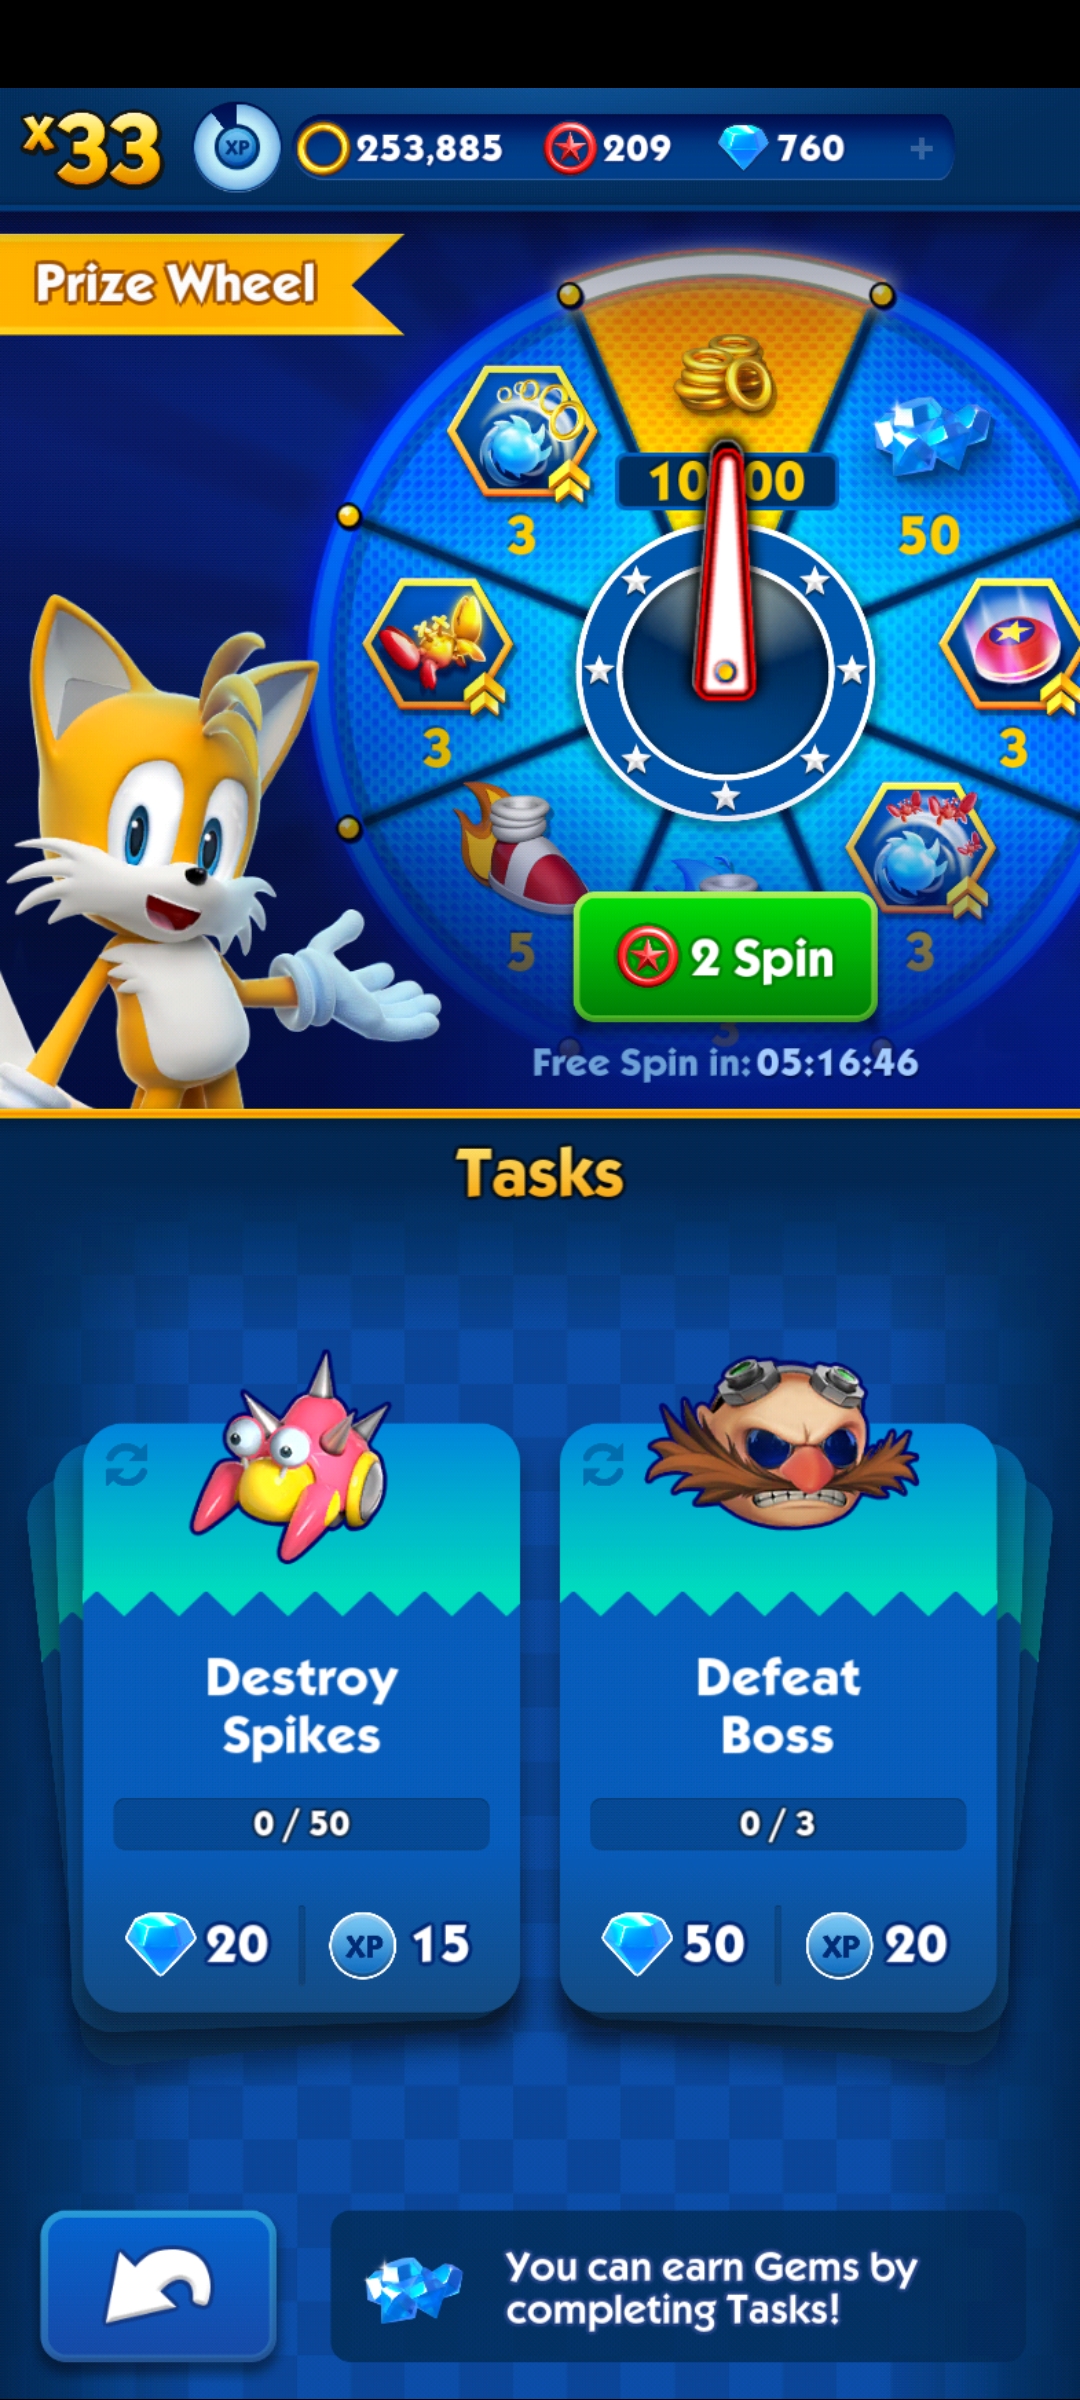 x33
XP
253,885
209
760
+
Prize Wheel
3
50
3
3
5
3
2 Spin
Free Spin in: 05:16:46
Tasks
Destroy
Spikes
0 / 50
20
XP
15
Defeat
Boss
0 / 3
50
XP
20
You can earn Gems by
completing Tasks!